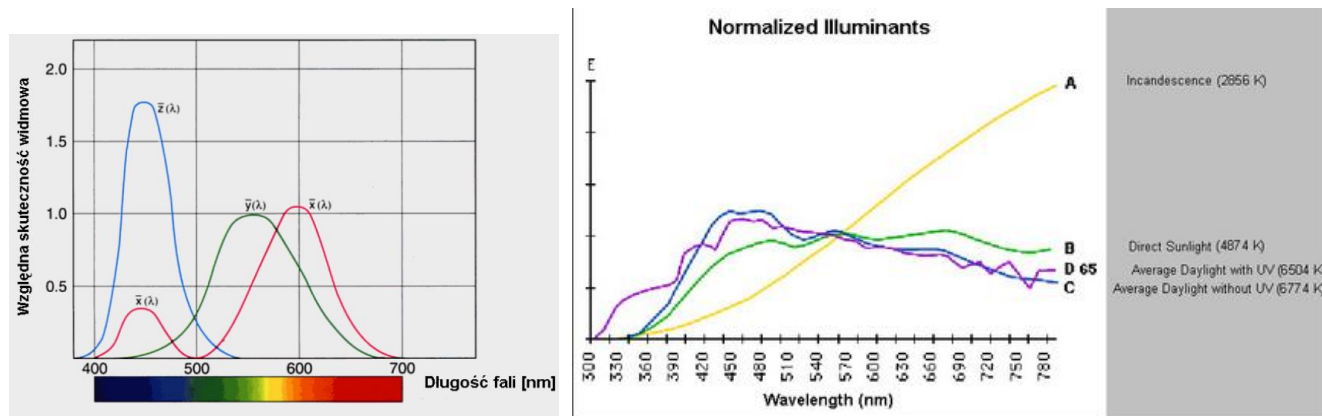 Względna skuteczność widmowa
2.0
1.5
1.0
0.5
z̄(λ)
ȳ(λ)
x̄(λ)
x̄(λ)
400 500 600 700
Długość fali [nm]
Normalized Illuminants
E
A
B
D 65
C
300 330 360 390 420 450 480 510 540 570 600 630 660 690 720 750 780
Wavelength (nm)
Incandescence (2856 K)
Direct Sunlight (4874 K)
Average Daylight with UV (6504 K
Average Daylight without UV (6774 K